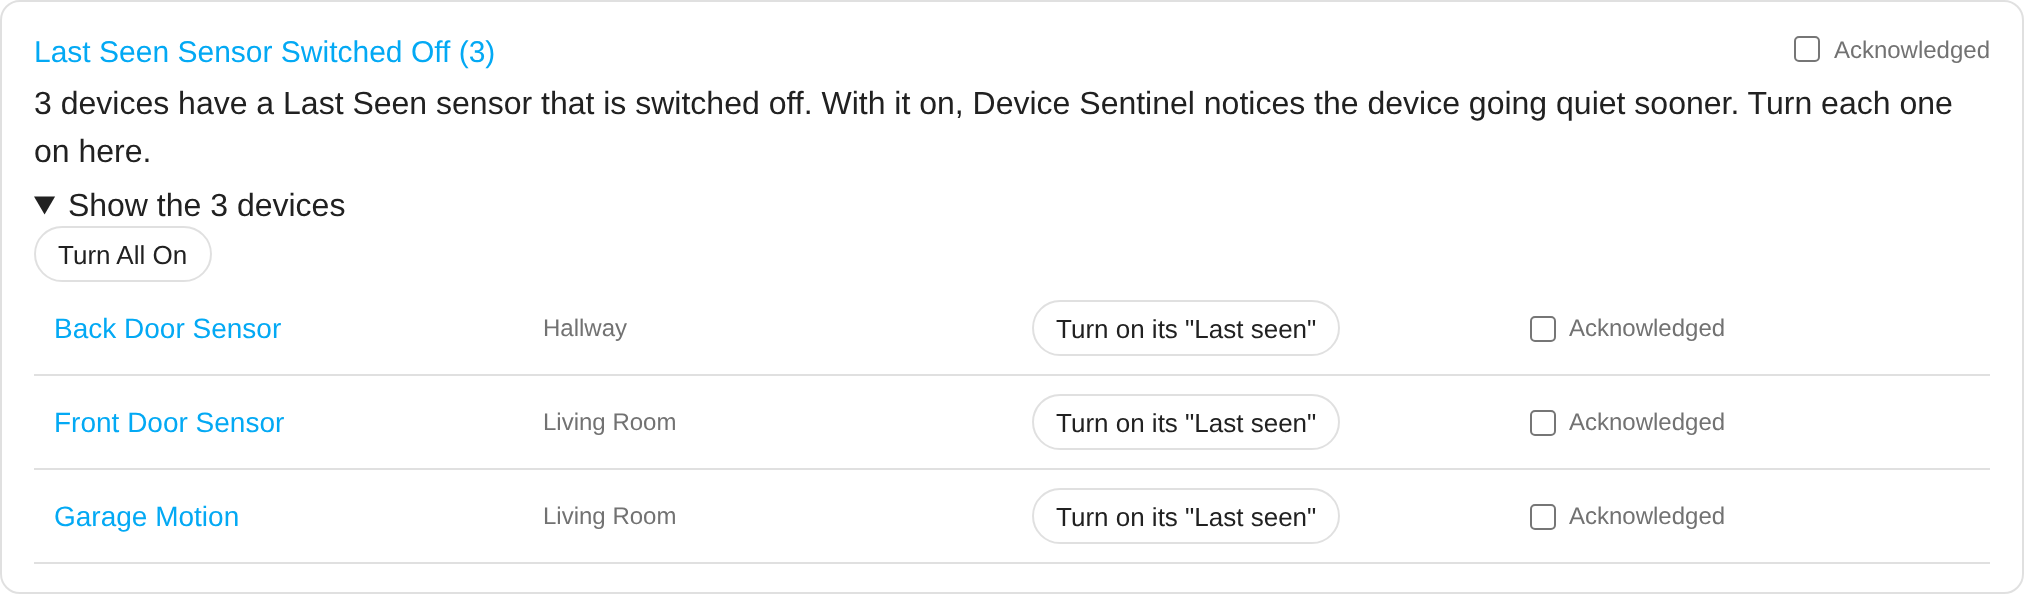 Last Seen Sensor Switched Off (3)
Acknowledged
3 devices have a Last Seen sensor that is switched off. With it on, Device Sentinel notices the device going quiet sooner. Turn each one
on here.
Show the 3 devices
Turn All On
Back Door Sensor Hallway Turn on its "Last seen" Acknowledged
Front Door Sensor Living Room Turn on its "Last seen" Acknowledged
Garage Motion Living Room Turn on its "Last seen" Acknowledged